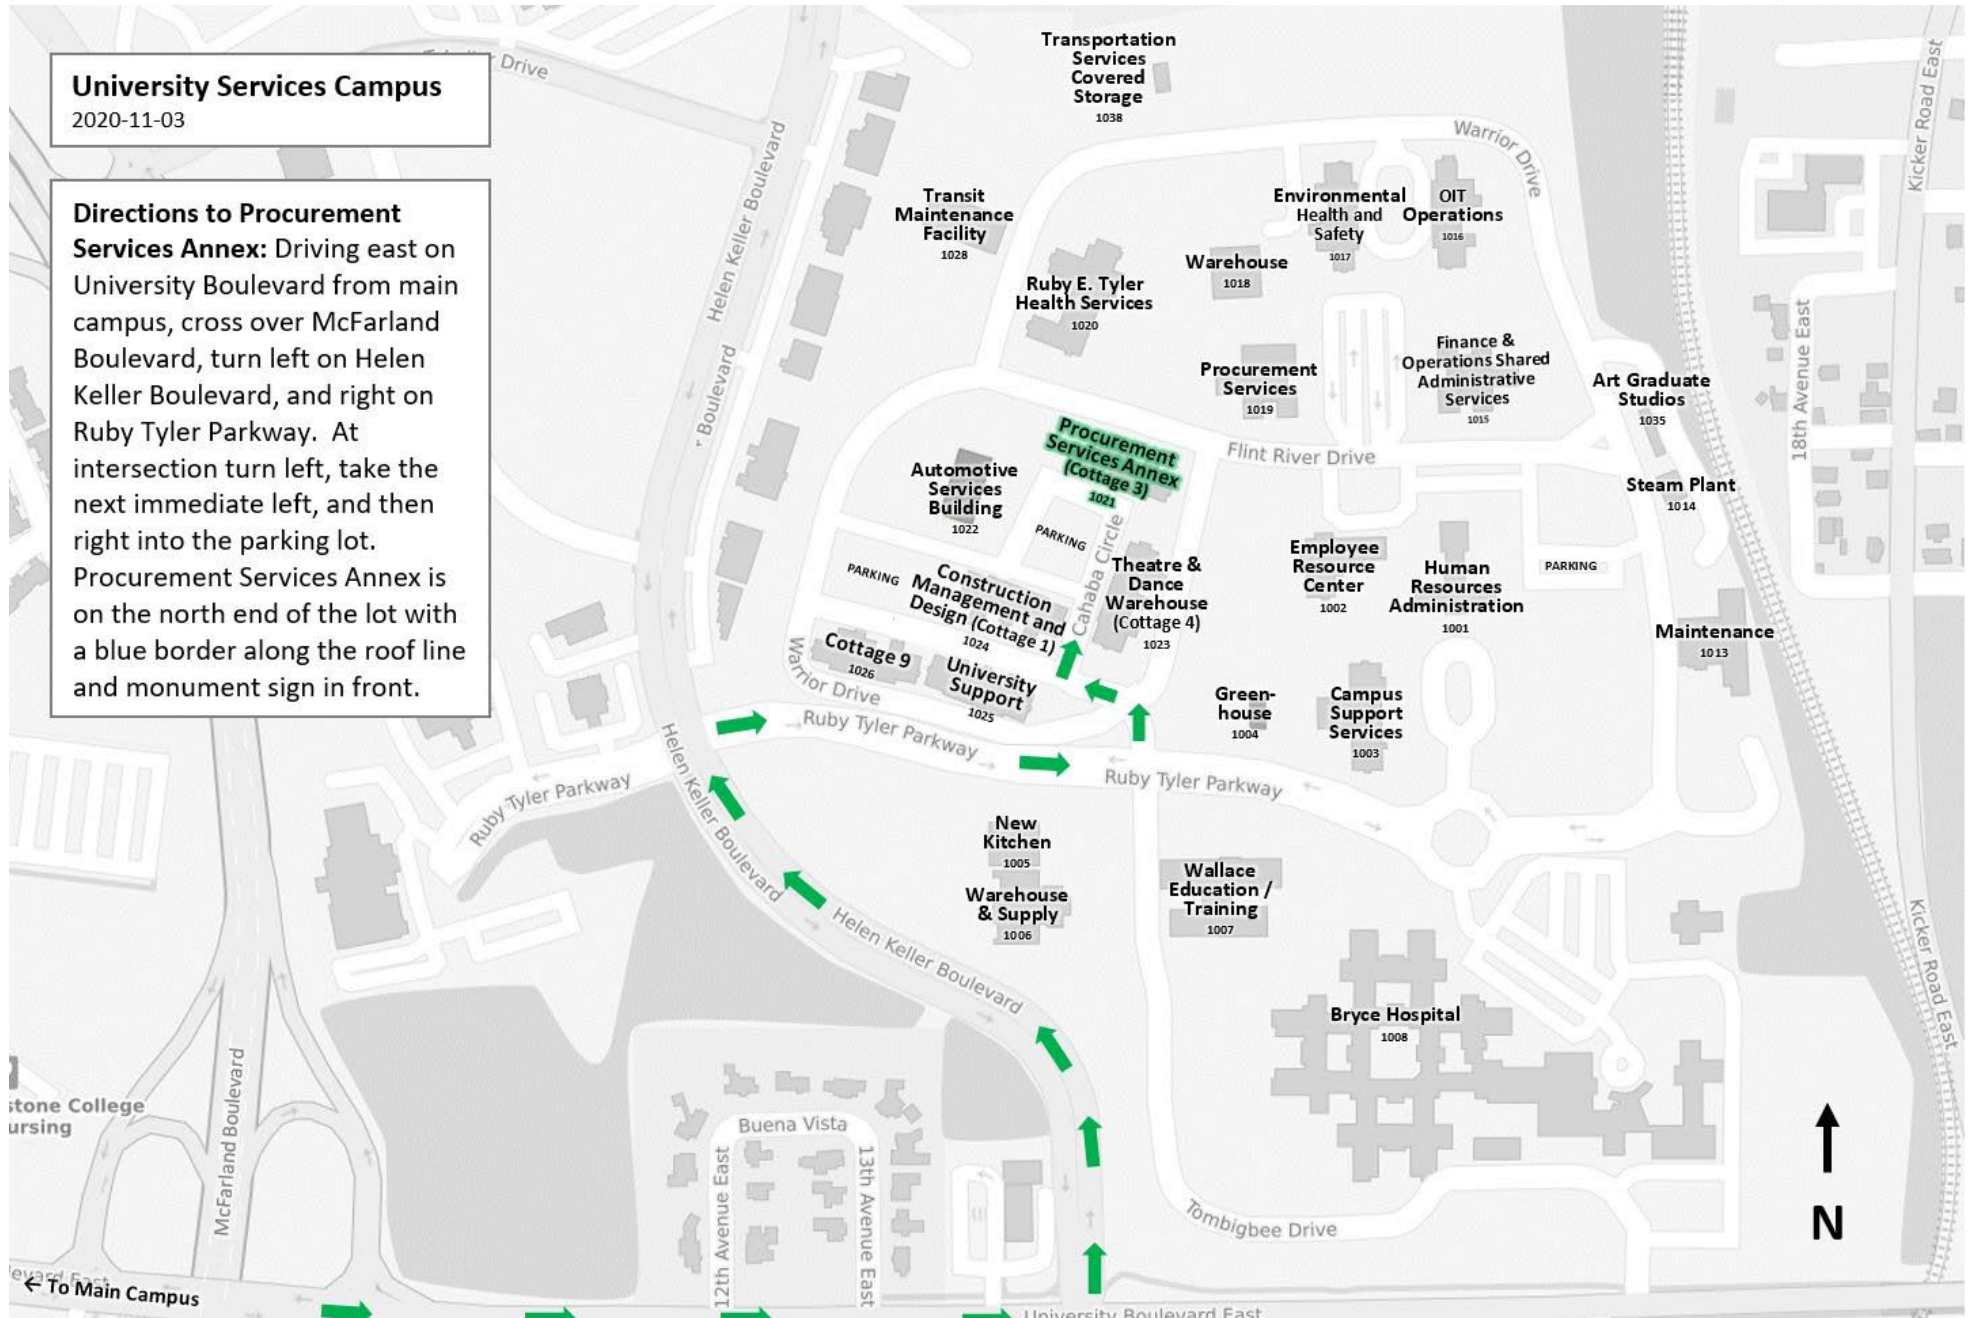 University Services Campus
2020-11-03
Directions to Procurement
Services Annex: Driving east on
University Boulevard from main
campus, cross over McFarland
Boulevard, turn left on Helen
Keller Boulevard, and right on
Ruby Tyler Parkway.  At
intersection turn left, take the
next immediate left, and then
right into the parking lot.
Procurement Services Annex is
on the north end of the lot with
a blue border along the roof line
and monument sign in front.
Drive
Transportation
Services
Covered
Storage
1038
Warrior Drive
Kicker Road East
Helen Keller Boulevard
Boulevard
Transit
Maintenance
Facility
1028
Environmental
Health and
Safety
1017
OIT
Operations
1016
Warehouse
1018
Ruby E. Tyler
Health Services
1020
Procurement
Services
1019
Finance &
Operations Shared
Administrative
Services
1015
Art Graduate
Studios
1035
18th Avenue East
Flint River Drive
Procurement
Services Annex
(Cottage 3)
1021
Automotive
Services
Building
1022
PARKING
Cahaba Circle
Steam Plant
1014
PARKING
Construction
Management and
Design (Cottage 1)
1024
Theatre &
Dance
Warehouse
(Cottage 4)
1023
Employee
Resource
Center
1002
Human
Resources
Administration
1001
PARKING
Maintenance
1013
Cottage 9
1026
University
Support
1025
Warrior Drive
Ruby Tyler Parkway
Green-
house
1004
Campus
Support
Services
1003
Ruby Tyler Parkway
Ruby Tyler Parkway
Helen Keller Boulevard
Helen Keller Boulevard
New
Kitchen
1005
Warehouse
& Supply
1006
Wallace
Education /
Training
1007
Bryce Hospital
1008
Kicker Road East
stone College
ursing
McFarland Boulevard
Buena Vista
12th Avenue East
13th Avenue East
Tombigbee Drive
N
evard East
← To Main Campus
University Boulevard East